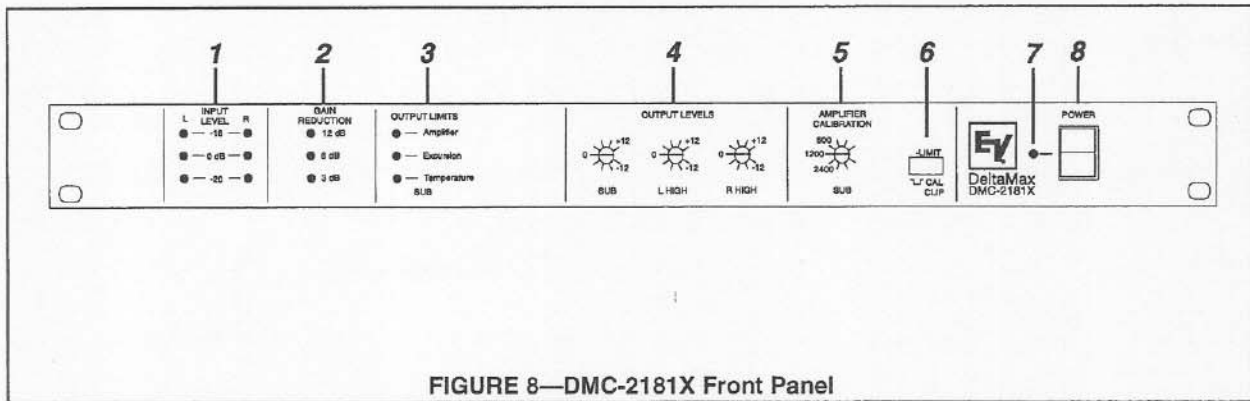 1 2 3 4 5 6 7 8
INPUT LEVEL
L R
-18
0 dB
-20
GAIN REDUCTION
12 dB
6 dB
3 dB
OUTPUT LIMITS
Amplifier
Excursion
Temperature
SUB
OUTPUT LEVELS
0 +12 -12
0 +12 -12
0 +12 -12
SUB L HIGH R HIGH
AMPLIFIER CALIBRATION
600
1200
2400
SUB
-LIMIT
CAL
CLIP
EV
DeltaMax
DMC-2181X
POWER
FIGURE 8—DMC-2181X Front Panel